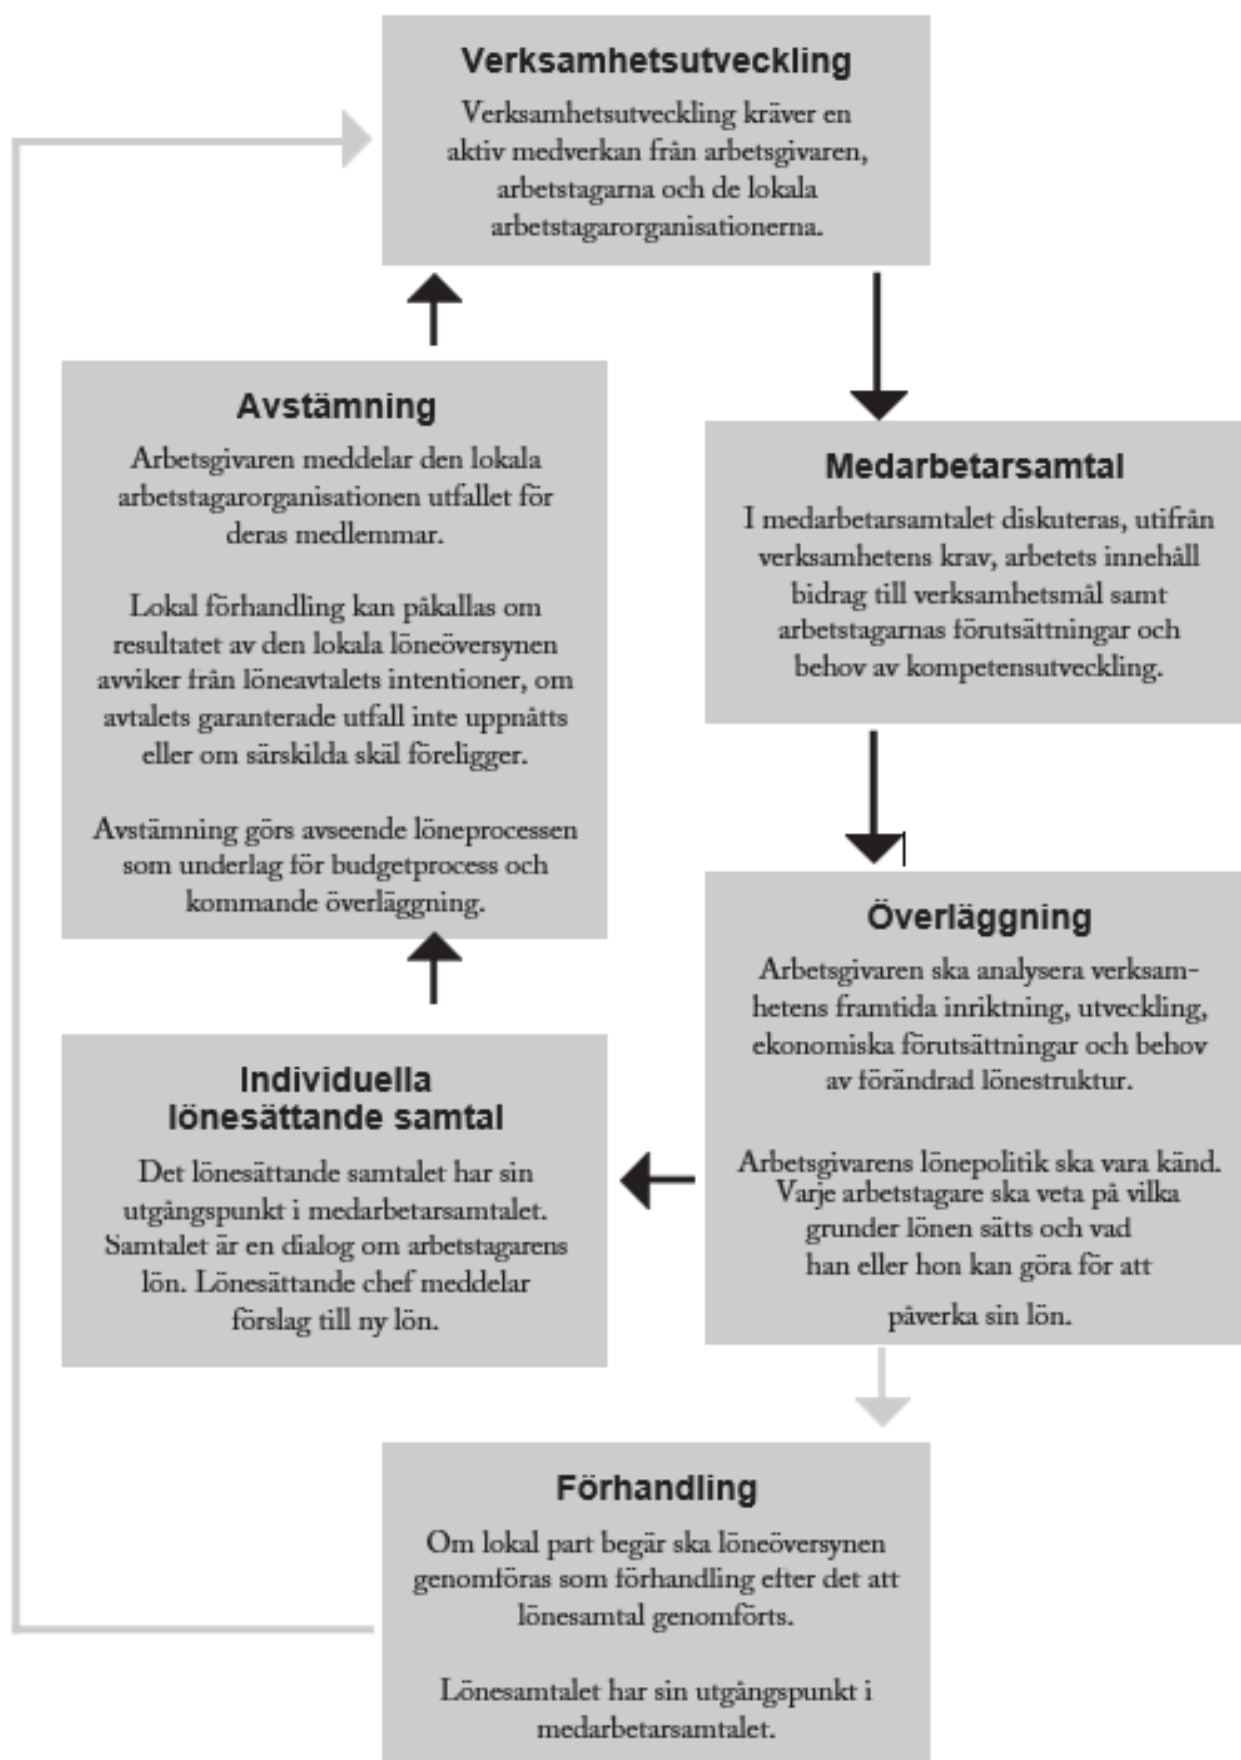 Verksamhetsutveckling
Verksamhetsutveckling kräver en
aktiv medverkan från arbetsgivaren,
arbetstagarna och de lokala
arbetstagarorganisationerna.
Medarbetarsamtal
I medarbetarsamtalet diskuteras, utifrån
verksamhetens krav, arbetets innehåll
bidrag till verksamhetsmål samt
arbetstagarnas förutsättningar och
behov av kompetensutveckling.
Överläggning
Arbetsgivaren ska analysera verksam-
hetens framtida inriktning, utveckling,
ekonomiska förutsättningar och behov
av förändrad lönestruktur.
Arbetsgivarens lönepolitik ska vara känd.
Varje arbetstagare ska veta på vilka
grunder lönen sätts och vad
han eller hon kan göra för att
påverka sin lön.
Individuella
lönesättande samtal
Det lönesättande samtalet har sin
utgångspunkt i medarbetarsamtalet.
Samtalet är en dialog om arbetstagarens
lön. Lönesättande chef meddelar
förslag till ny lön.
Avstämning
Arbetsgivaren meddelar den lokala
arbetstagarorganisationen utfallet för
deras medlemmar.
Lokal förhandling kan påkallas om
resultatet av den lokala löneöversynen
avviker från löneavtalets intentioner, om
avtalets garanterade utfall inte uppnåtts
eller om särskilda skäl föreligger.
Avstämning görs avseende löneprocessen
som underlag för budgetprocess och
kommande överläggning.
Förhandling
Om lokal part begär ska löneöversynen
genomföras som förhandling efter det att
lönesamtal genomförts.
Lönesamtalet har sin utgångspunkt i
medarbetarsamtalet.